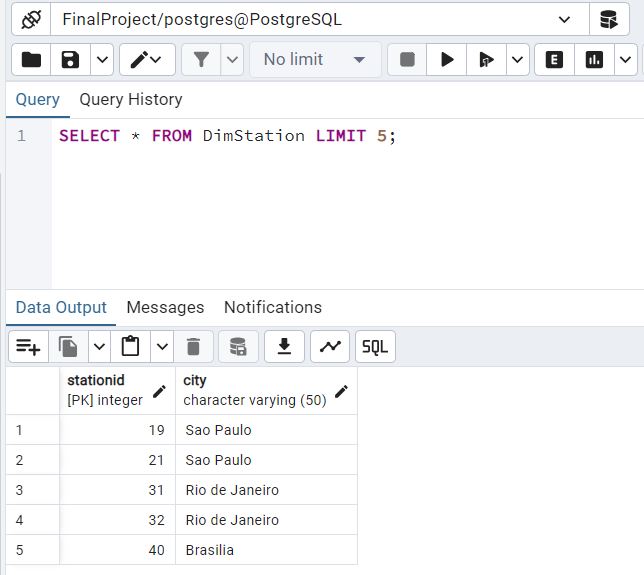 FinalProject/postgres@PostgreSQL
No limit
E
Query Query History
1 SELECT * FROM DimStation LIMIT 5;
Data Output Messages Notifications
SQL
stationid city
[PK] integer character varying (50)
1 19 Sao Paulo
2 21 Sao Paulo
3 31 Rio de Janeiro
4 32 Rio de Janeiro
5 40 Brasilia